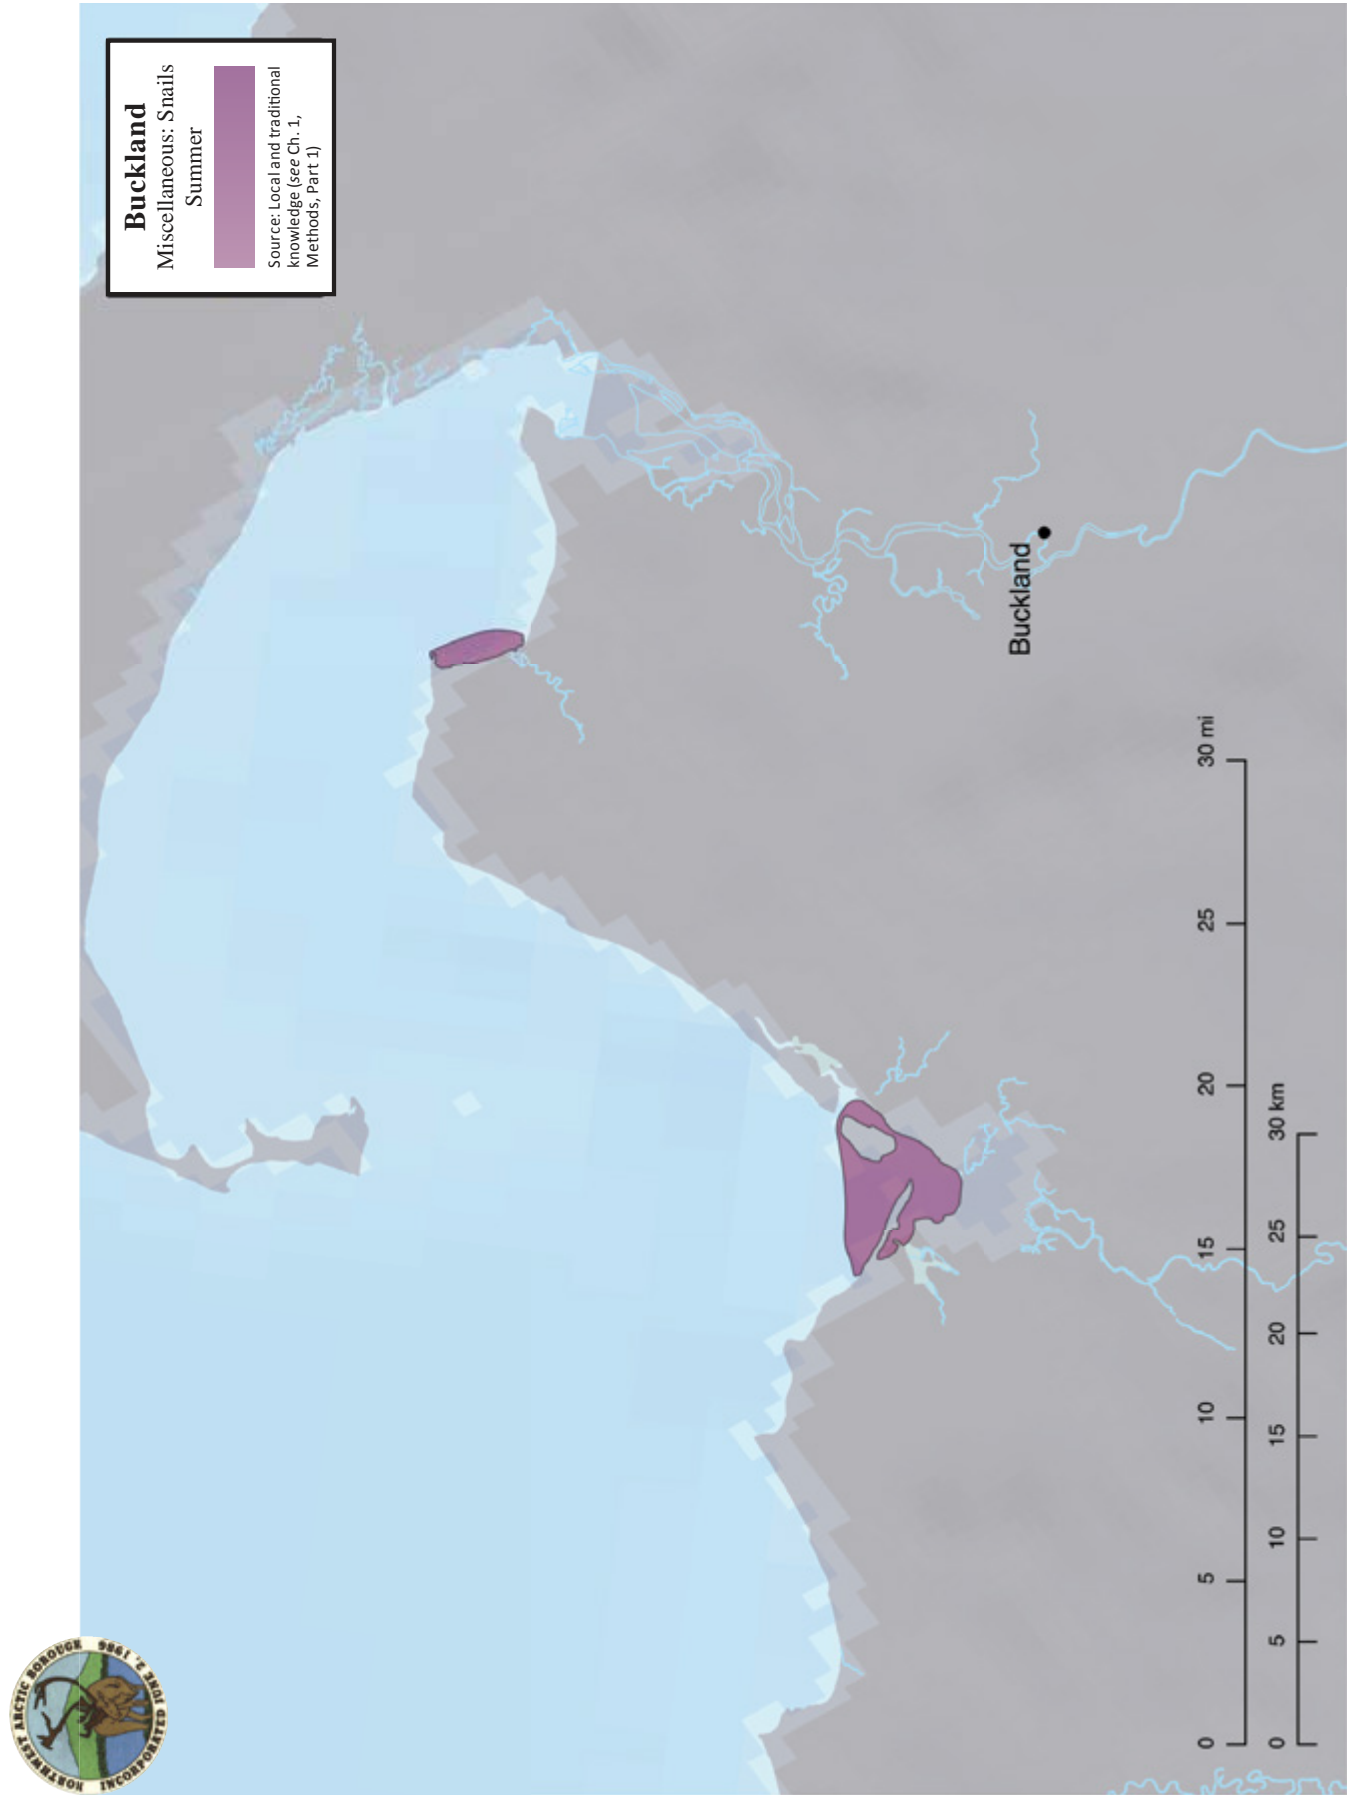 Buckland
Miscellaneous: Snails
Summer
Source: Local and traditional
knowledge (see Ch. 1,
Methods, Part 1)
Buckland
0 5 10 15 20 25 30 mi
0 5 10 15 20 25 30 km
NORTHWEST ARCTIC BOROUGH
INCORPORATED JUNE 2, 1986